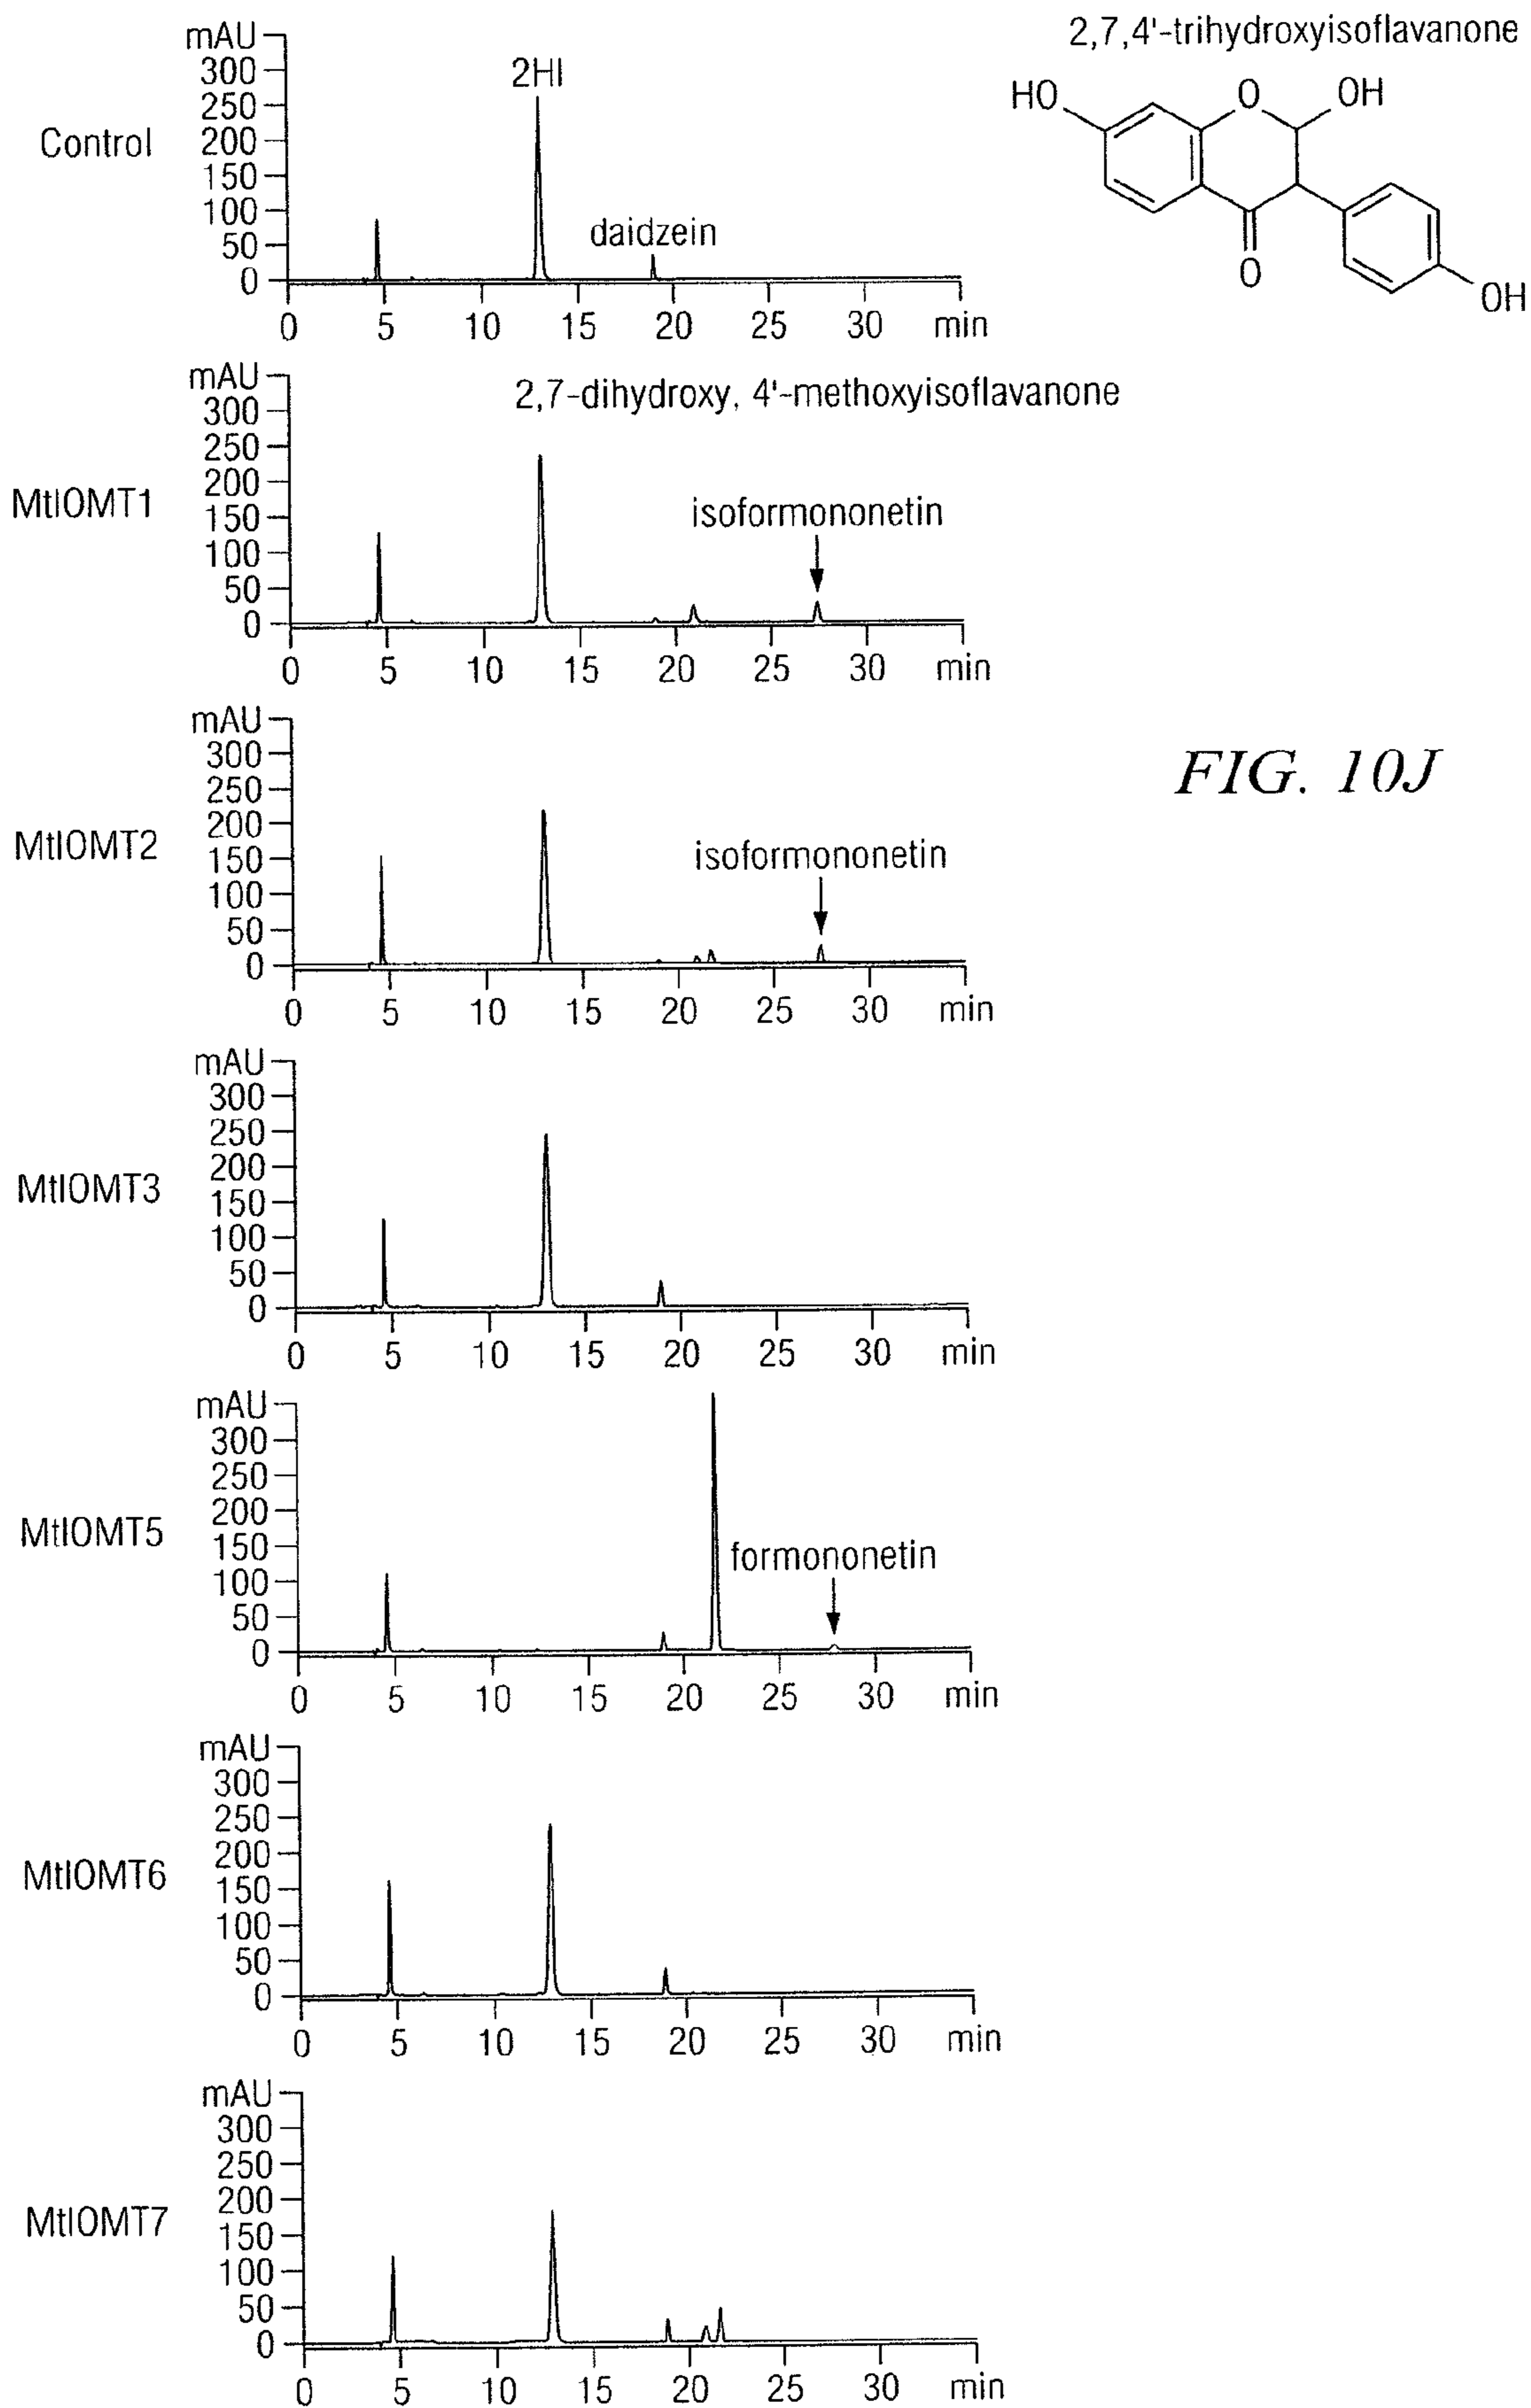 2,7,4'-trihydroxyisoflavanone
HO
O
OH
O
OH
mAU
300
250
200
150
100
50
0
Control
2HI
daidzein
0 5 10 15 20 25 30 min
mAU
300
250
200
150
100
50
0
MtIOMT1
2,7-dihydroxy, 4'-methoxyisoflavanone
isoformononetin
0 5 10 15 20 25 30 min
mAU
300
250
200
150
100
50
0
MtIOMT2
isoformononetin
0 5 10 15 20 25 30 min
FIG. 10J
mAU
300
250
200
150
100
50
0
MtIOMT3
0 5 10 15 20 25 30 min
mAU
300
250
200
150
100
50
0
MtIOMT5
formononetin
0 5 10 15 20 25 30 min
mAU
300
250
200
150
100
50
0
MtIOMT6
0 5 10 15 20 25 30 min
mAU
300
250
200
150
100
50
0
MtIOMT7
0 5 10 15 20 25 30 min